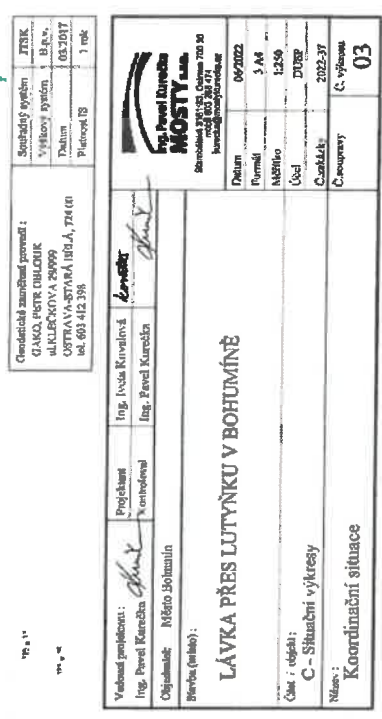 Geodetické zaměření provedl :
GAKO, PETR OBLOUK
ul.KLEČKOVA 29/999
OSTRAVA-STARÁ BĚLÁ, 724 00
tel. 603 412 398
Souřadný systém JTSK
Výškový systém B.p.v.
Datum 03/2017
Platnost IS 1 rok
Vedoucí projektant :
Ing. Pavel Kurečka
Projektant Ing. Iveta Kuvalová
Kontroloval Ing. Pavel Kurečka
Objednatel: Město Bohumín
Ing. Pavel Kurečka
MOSTY s.r.o.
Stavba (místo) :
LÁVKA PŘES LUTYŇKU V BOHUMÍNĚ
Datum 06/2022
Formát 3 A4
Měřítko 1:250
Účel DUSP
Č.zakázky 2022-37
Část / objekt :
C - Situační výkresy
Č.soupravy
Č. výkresu
03
Název :
Koordinační situace